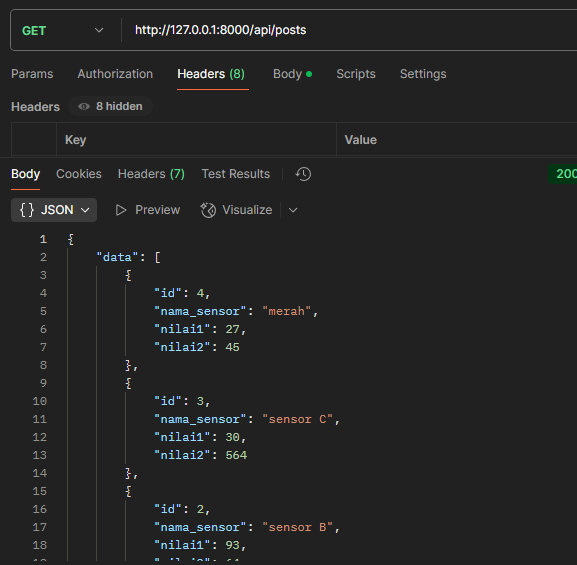 GET http://127.0.0.1:8000/api/posts
Params Authorization Headers (8) Body Scripts Settings
Headers 8 hidden
Key Value
Body Cookies Headers (7) Test Results 200
{} JSON Preview Visualize
1 {
2 "data": [
3 {
4 "id": 4,
5 "nama_sensor": "merah",
6 "nilai1": 27,
7 "nilai2": 45
8 },
9 {
10 "id": 3,
11 "nama_sensor": "sensor C",
12 "nilai1": 30,
13 "nilai2": 564
14 },
15 {
16 "id": 2,
17 "nama_sensor": "sensor B",
18 "nilai1": 93,